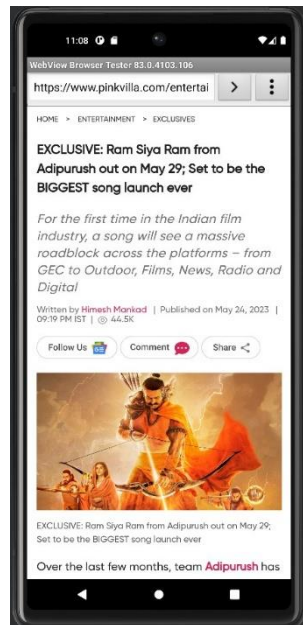 11:08
WebView Browser Tester 83.0.4103.106
https://www.pinkvilla.com/entertai
HOME > ENTERTAINMENT > EXCLUSIVES
EXCLUSIVE: Ram Siya Ram from
Adipurush out on May 29; Set to be the
BIGGEST song launch ever
For the first time in the Indian film
industry, a song will see a massive
roadblock across the platforms – from
GEC to Outdoor, Films, News, Radio and
Digital
Written by Himesh Mankad | Published on May 24, 2023 |
09:19 PM IST | 44.5K
Follow Us
Comment
Share
EXCLUSIVE: Ram Siya Ram from Adipurush out on May 29;
Set to be the BIGGEST song launch ever
Over the last few months, team Adipurush has